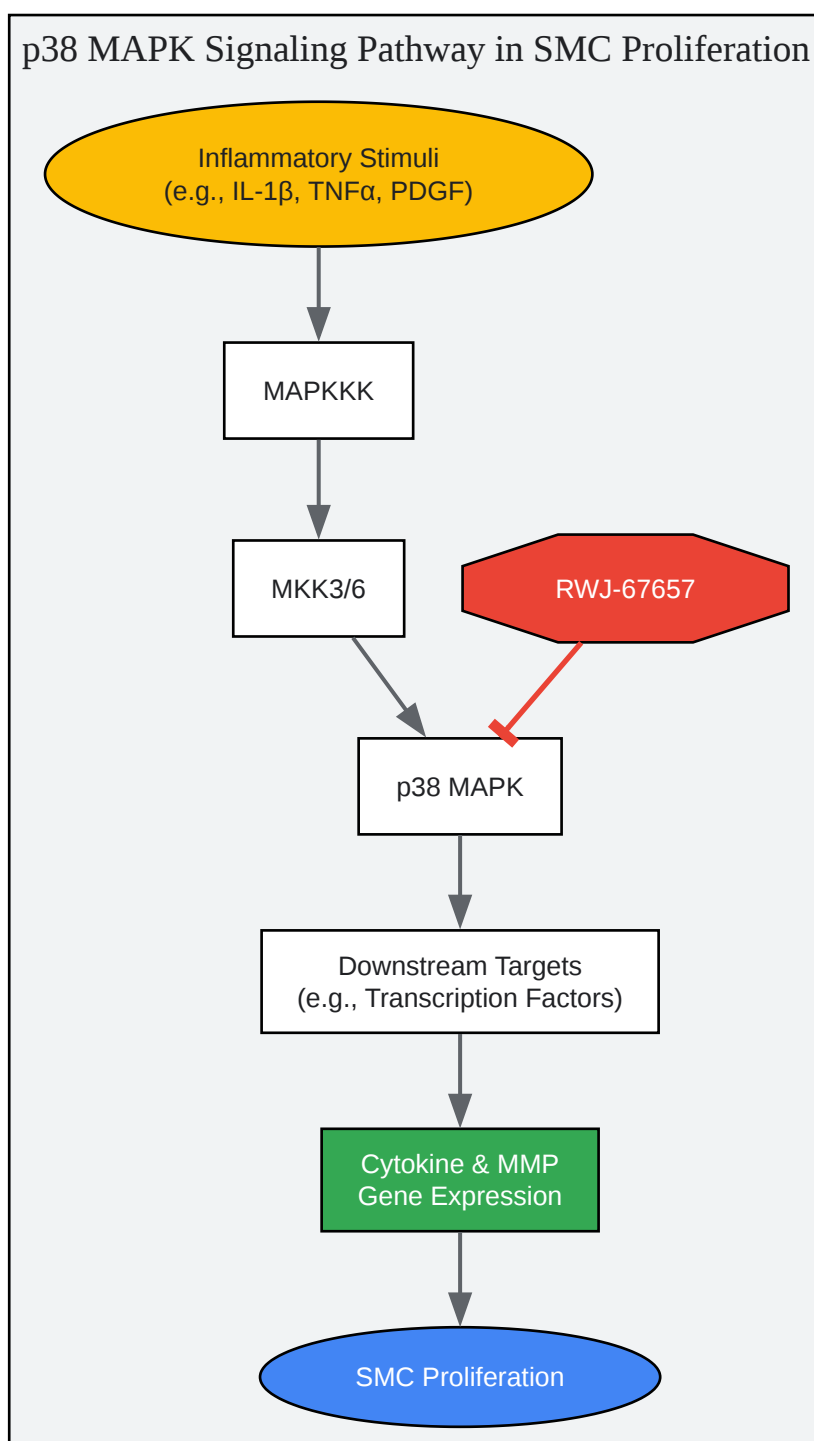 p38 MAPK Signaling Pathway in SMC Proliferation
Inflammatory Stimuli
(e.g., IL-1β, TNFα, PDGF)
MAPKKK
MKK3/6
RWJ-67657
p38 MAPK
Downstream Targets
(e.g., Transcription Factors)
Cytokine & MMP
Gene Expression
SMC Proliferation